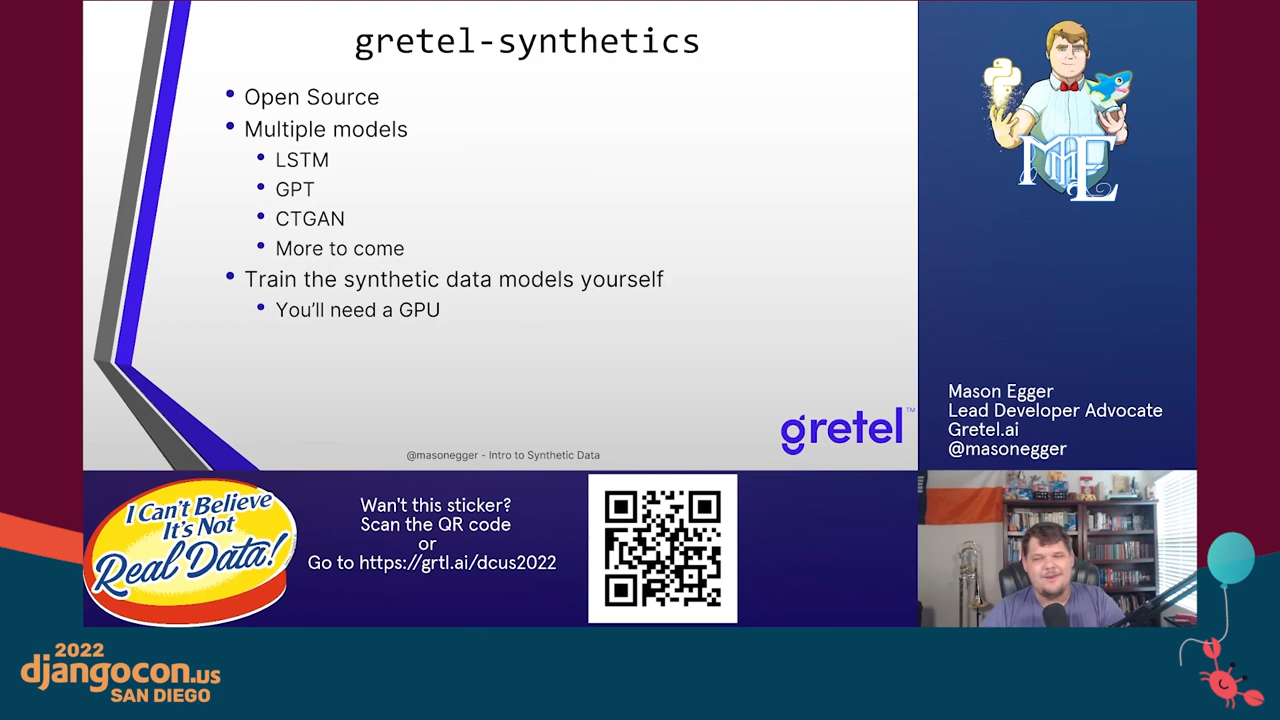 gretel-synthetics
Open Source
Multiple models
LSTM
GPT
CTGAN
More to come
Train the synthetic data models yourself
You'll need a GPU
gretel™
@masonegger - Intro to Synthetic Data
MME
Mason Egger
Lead Developer Advocate
Gretel.ai
@masonegger
I Can't Believe
It's Not
Real Data!
Wan't this sticker?
Scan the QR code
or
Go to https://grtl.ai/dcus2022
2022
djangocon.us
SAN DIEGO